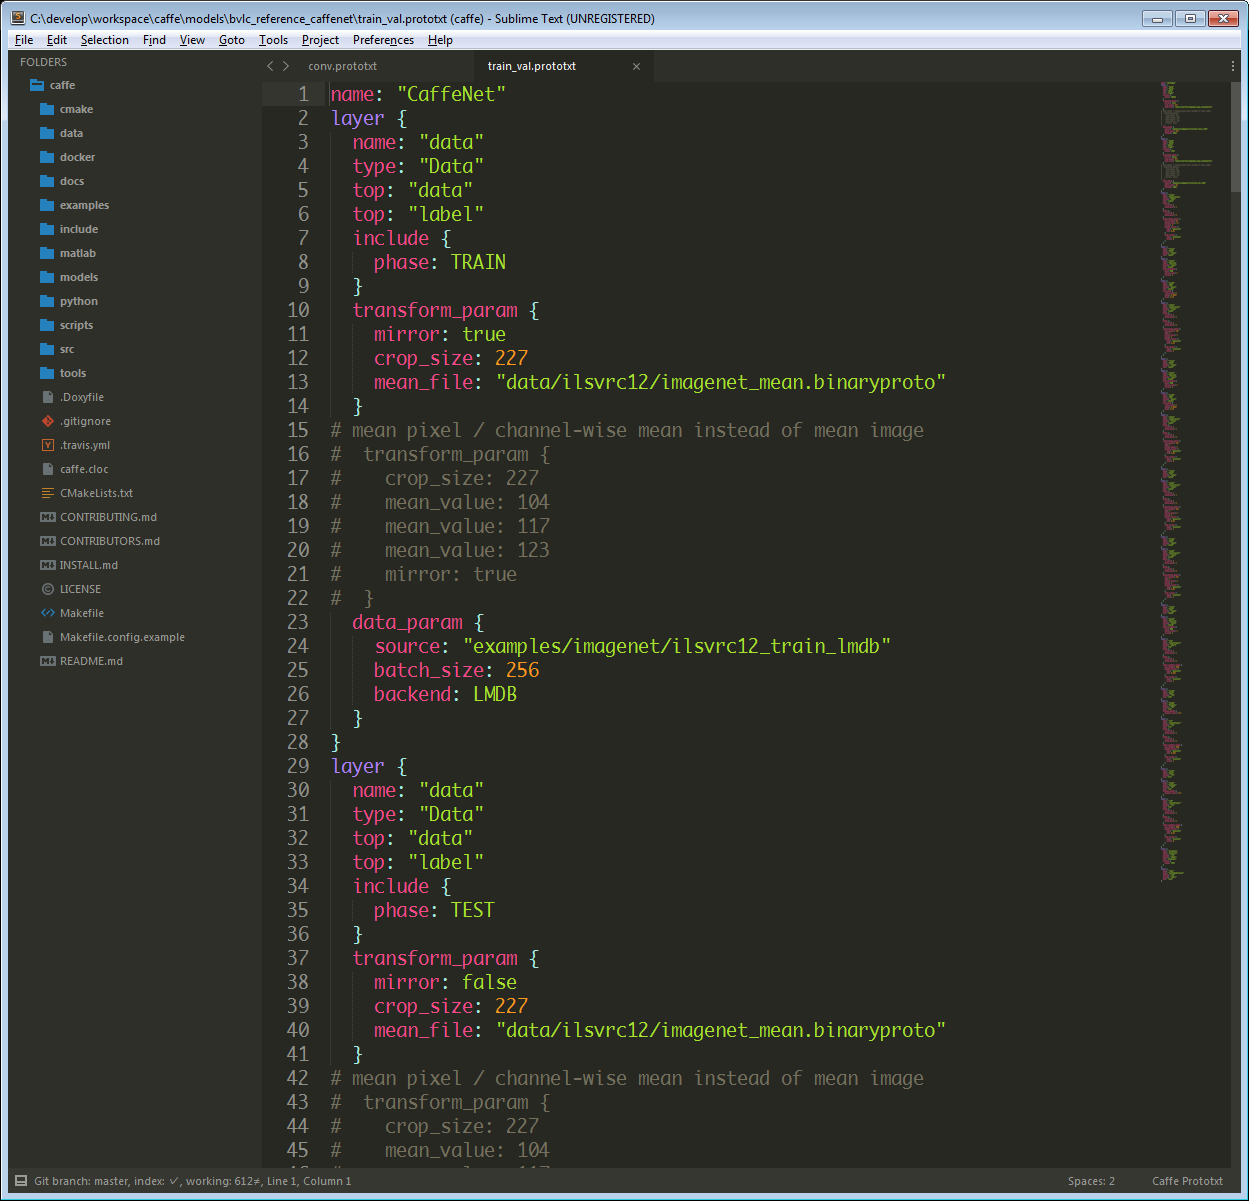 C:\develop\workspace\caffe\models\bvlc_reference_caffenet\train_val.prototxt (caffe) - Sublime Text (UNREGISTERED)
File Edit Selection Find View Goto Tools Project Preferences Help
FOLDERS
caffe
cmake
data
docker
docs
examples
include
matlab
models
python
scripts
src
tools
.Doxyfile
.gitignore
.travis.yml
caffe.cloc
CMakeLists.txt
CONTRIBUTING.md
CONTRIBUTORS.md
INSTALL.md
LICENSE
Makefile
Makefile.config.example
README.md
conv.prototxt train_val.prototxt
1 name: "CaffeNet"
2 layer {
3   name: "data"
4   type: "Data"
5   top: "data"
6   top: "label"
7   include {
8     phase: TRAIN
9   }
10   transform_param {
11     mirror: true
12     crop_size: 227
13     mean_file: "data/ilsvrc12/imagenet_mean.binaryproto"
14   }
15 # mean pixel / channel-wise mean instead of mean image
16 #  transform_param {
17 #    crop_size: 227
18 #    mean_value: 104
19 #    mean_value: 117
20 #    mean_value: 123
21 #    mirror: true
22 #  }
23   data_param {
24     source: "examples/imagenet/ilsvrc12_train_lmdb"
25     batch_size: 256
26     backend: LMDB
27   }
28 }
29 layer {
30   name: "data"
31   type: "Data"
32   top: "data"
33   top: "label"
34   include {
35     phase: TEST
36   }
37   transform_param {
38     mirror: false
39     crop_size: 227
40     mean_file: "data/ilsvrc12/imagenet_mean.binaryproto"
41   }
42 # mean pixel / channel-wise mean instead of mean image
43 #  transform_param {
44 #    crop_size: 227
45 #    mean_value: 104
Git branch: master, index: ✓, working: 612≠, Line 1, Column 1 Spaces: 2 Caffe Prototxt